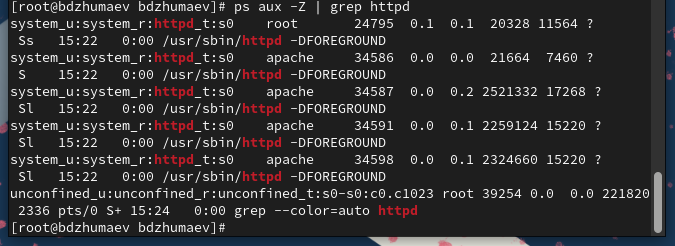 [root@bdzhumaev bdzhumaev]# ps aux -Z | grep httpd
system_u:system_r:httpd_t:s0    root       24795  0.1  0.1  20328 11564 ?
 Ss   15:22   0:00 /usr/sbin/httpd -DFOREGROUND
system_u:system_r:httpd_t:s0    apache     34586  0.0  0.0  21664  7460 ?
 S    15:22   0:00 /usr/sbin/httpd -DFOREGROUND
system_u:system_r:httpd_t:s0    apache     34587  0.0  0.2 2521332 17268 ?
 Sl   15:22   0:00 /usr/sbin/httpd -DFOREGROUND
system_u:system_r:httpd_t:s0    apache     34591  0.0  0.1 2259124 15220 ?
 Sl   15:22   0:00 /usr/sbin/httpd -DFOREGROUND
system_u:system_r:httpd_t:s0    apache     34598  0.0  0.1 2324660 15220 ?
 Sl   15:22   0:00 /usr/sbin/httpd -DFOREGROUND
unconfined_u:unconfined_r:unconfined_t:s0-s0:c0.c1023 root 39254 0.0  0.0 221820
 2336 pts/0 S+ 15:24   0:00 grep --color=auto httpd
[root@bdzhumaev bdzhumaev]#